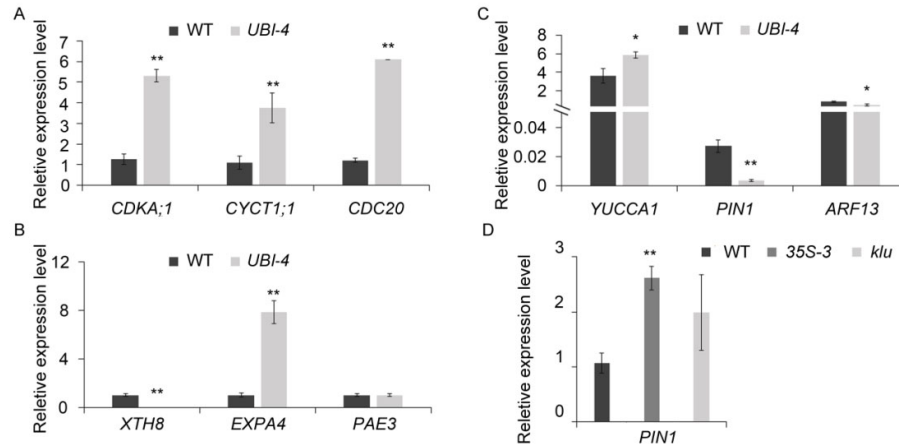 A
WT UBI-4
Reletive expression level
7
6
5
4
3
2
1
0
** ** **
CDKA;1 CYCT1;1 CDC20
B
WT UBI-4
Reletive expression level
12
8
4
0
** **
XTH8 EXPA4 PAE3
C
WT UBI-4
Reletive expression level
8
6
4
2
0.04
0.02
0
* ** *
YUCCA1 PIN1 ARF13
D
WT 35S-3 klu
Reletive expression level
3
2
1
0
**
PIN1